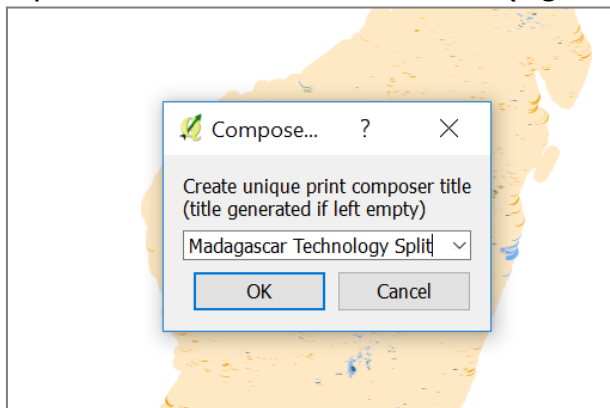 Compose... ?
Create unique print composer title
(title generated if left empty)
Madagascar Technology Split
OK Cancel